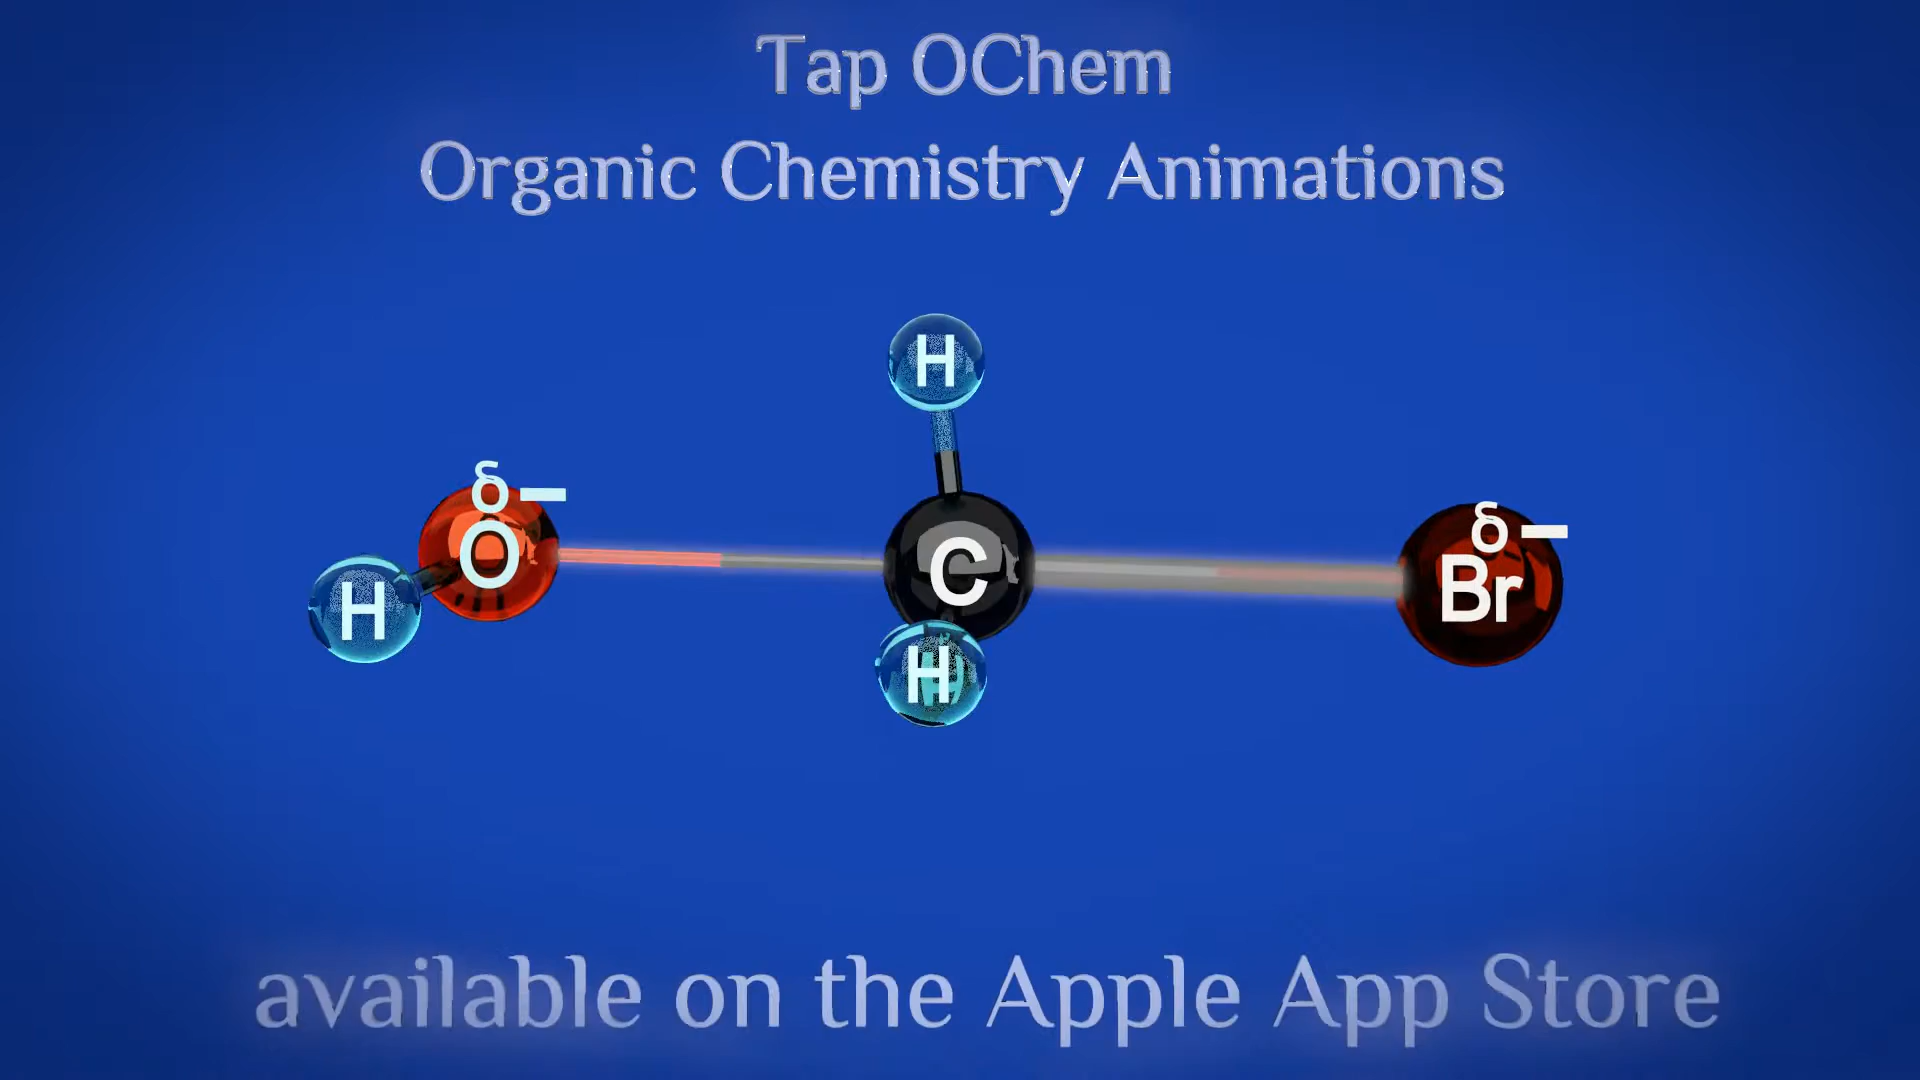 Tap OChem
Organic Chemistry Animations
H
δ–
O
H
C
H
δ–
Br
available on the Apple App Store